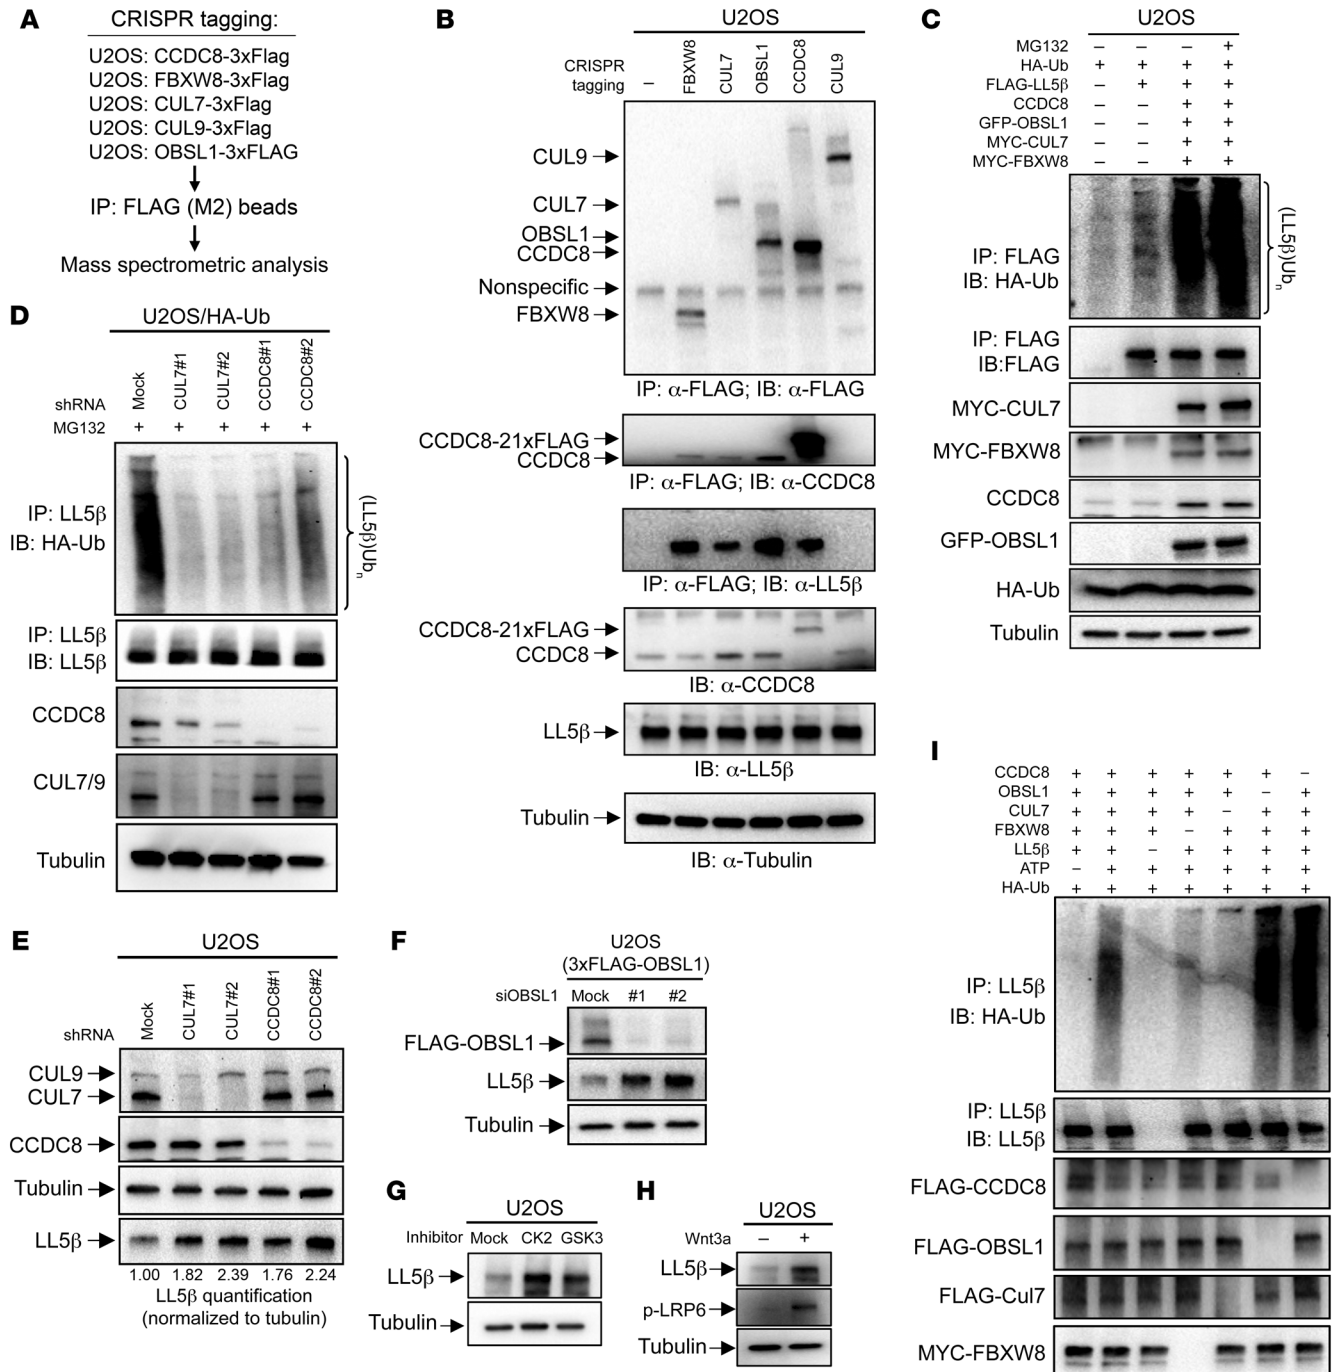 A
CRISPR tagging:
U2OS: CCDC8-3xFlag
U2OS: FBXW8-3xFlag
U2OS: CUL7-3xFlag
U2OS: CUL9-3xFlag
U2OS: OBSL1-3xFLAG
IP: FLAG (M2) beads
Mass spectrometric analysis
B
U2OS
CRISPR
tagging
–
FBXW8
CUL7
OBSL1
CCDC8
CUL9
CUL9
CUL7
OBSL1
CCDC8
Nonspecific
FBXW8
IP: α-FLAG; IB: α-FLAG
CCDC8-21xFLAG
CCDC8
IP: α-FLAG; IB: α-CCDC8
IP: α-FLAG; IB: α-LL5β
CCDC8-21xFLAG
CCDC8
IB: α-CCDC8
LL5β
IB: α-LL5β
Tubulin
IB: α-Tubulin
C
U2OS
MG132 – – – +
HA-Ub + + + +
FLAG-LL5β – + + +
CCDC8 – – + +
GFP-OBSL1 – – + +
MYC-CUL7 – – + +
MYC-FBXW8 – – + +
IP: FLAG
IB: HA-Ub
(LL5β)Ubn
IP: FLAG
IB:FLAG
MYC-CUL7
MYC-FBXW8
CCDC8
GFP-OBSL1
HA-Ub
Tubulin
D
U2OS/HA-Ub
shRNA
Mock
CUL7#1
CUL7#2
CCDC8#1
CCDC8#2
MG132 + + + + +
IP: LL5β
IB: HA-Ub
(LL5β)Ubn
IP: LL5β
IB: LL5β
CCDC8
CUL7/9
Tubulin
E
U2OS
shRNA
Mock
CUL7#1
CUL7#2
CCDC8#1
CCDC8#2
CUL9
CUL7
CCDC8
Tubulin
LL5β
1.00 1.82 2.39 1.76 2.24
LL5β quantification
(normalized to tubulin)
F
U2OS
(3xFLAG-OBSL1)
siOBSL1 Mock #1 #2
FLAG-OBSL1
LL5β
Tubulin
G
U2OS
Inhibitor Mock CK2 GSK3
LL5β
Tubulin
H
U2OS
Wnt3a – +
LL5β
p-LRP6
Tubulin
I
CCDC8 + + + + + + –
OBSL1 + + + + + – +
CUL7 + + + + – + +
FBXW8 + + + – + + +
LL5β + + – + + + +
ATP – + + + + + +
HA-Ub + + + + + + +
IP: LL5β
IB: HA-Ub
IP: LL5β
IB: LL5β
FLAG-CCDC8
FLAG-OBSL1
FLAG-Cul7
MYC-FBXW8